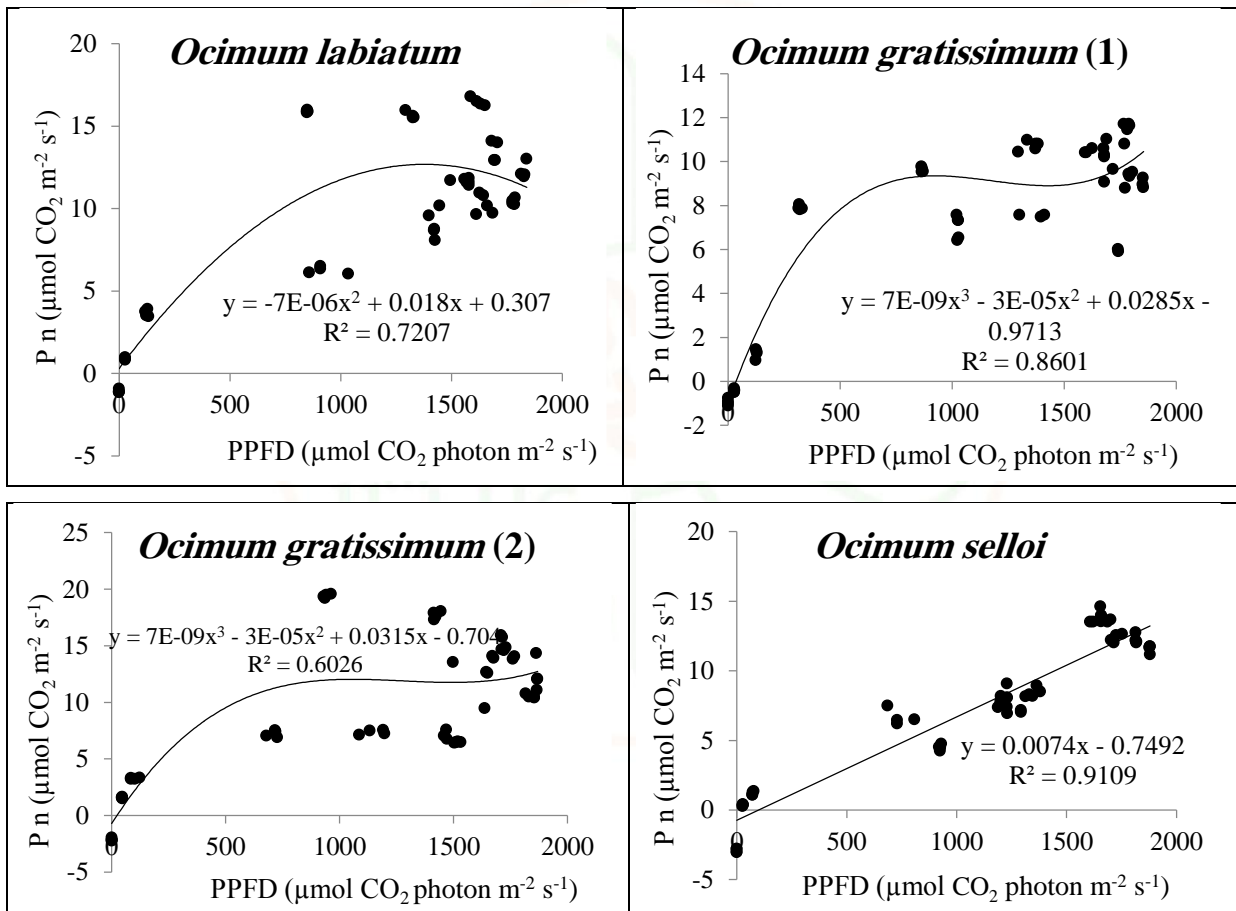 Ocimum labiatum
20
15
10
5
0
-5
0 500 1000 1500 2000
P n (µmol CO₂ m⁻² s⁻¹)
y = -7E-06x² + 0.018x + 0.307
R² = 0.7207
PPFD (µmol CO₂ photon m⁻² s⁻¹)
Ocimum gratissimum (1)
14
12
10
8
6
4
2
0
-2
0 500 1000 1500 2000
P n (µmol CO₂ m⁻² s⁻¹)
y = 7E-09x³ - 3E-05x² + 0.0285x -
0.9713
R² = 0.8601
PPFD (µmol CO₂ photon m⁻² s⁻¹)
Ocimum gratissimum (2)
25
20
15
10
5
0
-5
0 500 1000 1500 2000
P n (µmol CO₂ m⁻² s⁻¹)
y = 7E-09x³ - 3E-05x² + 0.0315x - 0.704
R² = 0.6026
PPFD (µmol CO₂ photon m⁻² s⁻¹)
Ocimum selloi
20
15
10
5
0
-5
0 500 1000 1500 2000
P n (µmol CO₂ m⁻² s⁻¹)
y = 0.0074x - 0.7492
R² = 0.9109
PPFD (µmol CO₂ photon m⁻² s⁻¹)